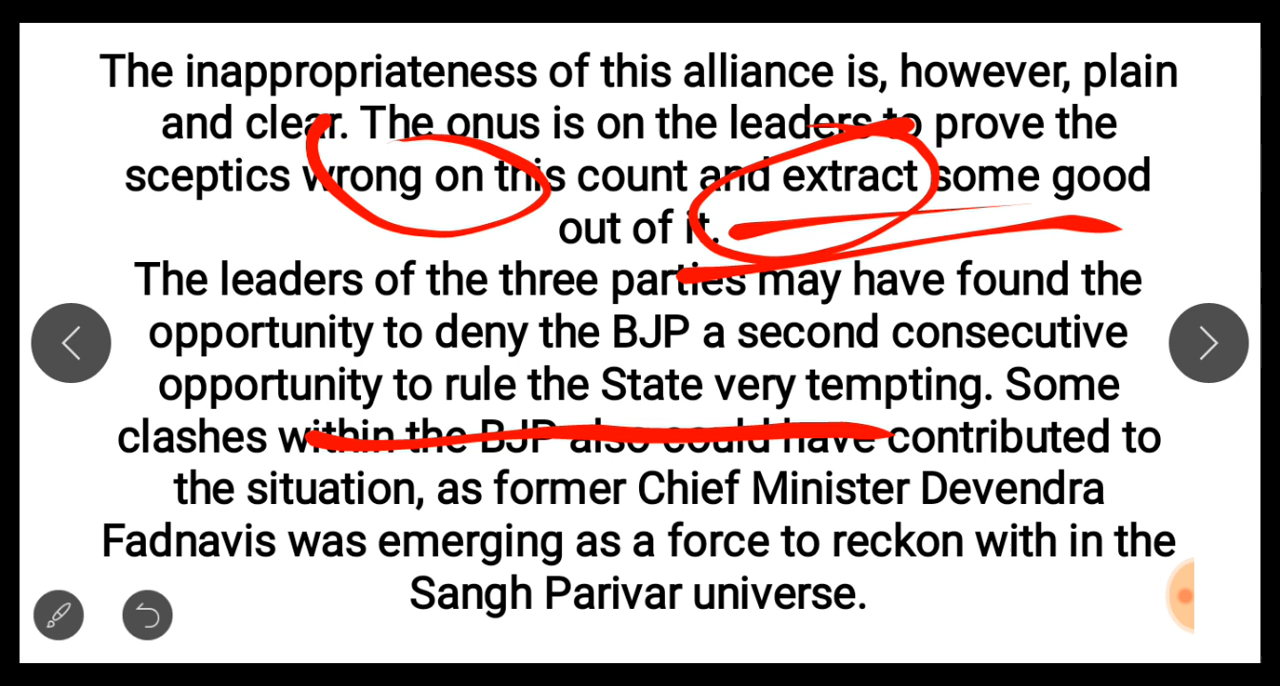 The inappropriateness of this alliance is, however, plain
and clear. The onus is on the leaders to prove the
sceptics wrong on this count and extract some good
out of it.
The leaders of the three parties may have found the
opportunity to deny the BJP a second consecutive
opportunity to rule the State very tempting. Some
clashes within the BJP also could have contributed to
the situation, as former Chief Minister Devendra
Fadnavis was emerging as a force to reckon with in the
Sangh Parivar universe.